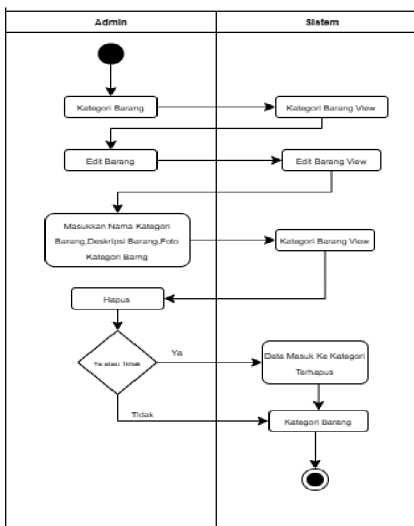 Admin
Sistem
Kategori Barang
Kategori Barang View
Edit Barang
Edit Barang View
Masukkan Nama Kategori
Barang,Deskripsi Barang,Foto
Kategori Barng
Kategori Barang View
Hapus
Ya atau Tidak
Ya
Data Masuk Ke Kategori
Terhapus
Tidak
Kategori Barang